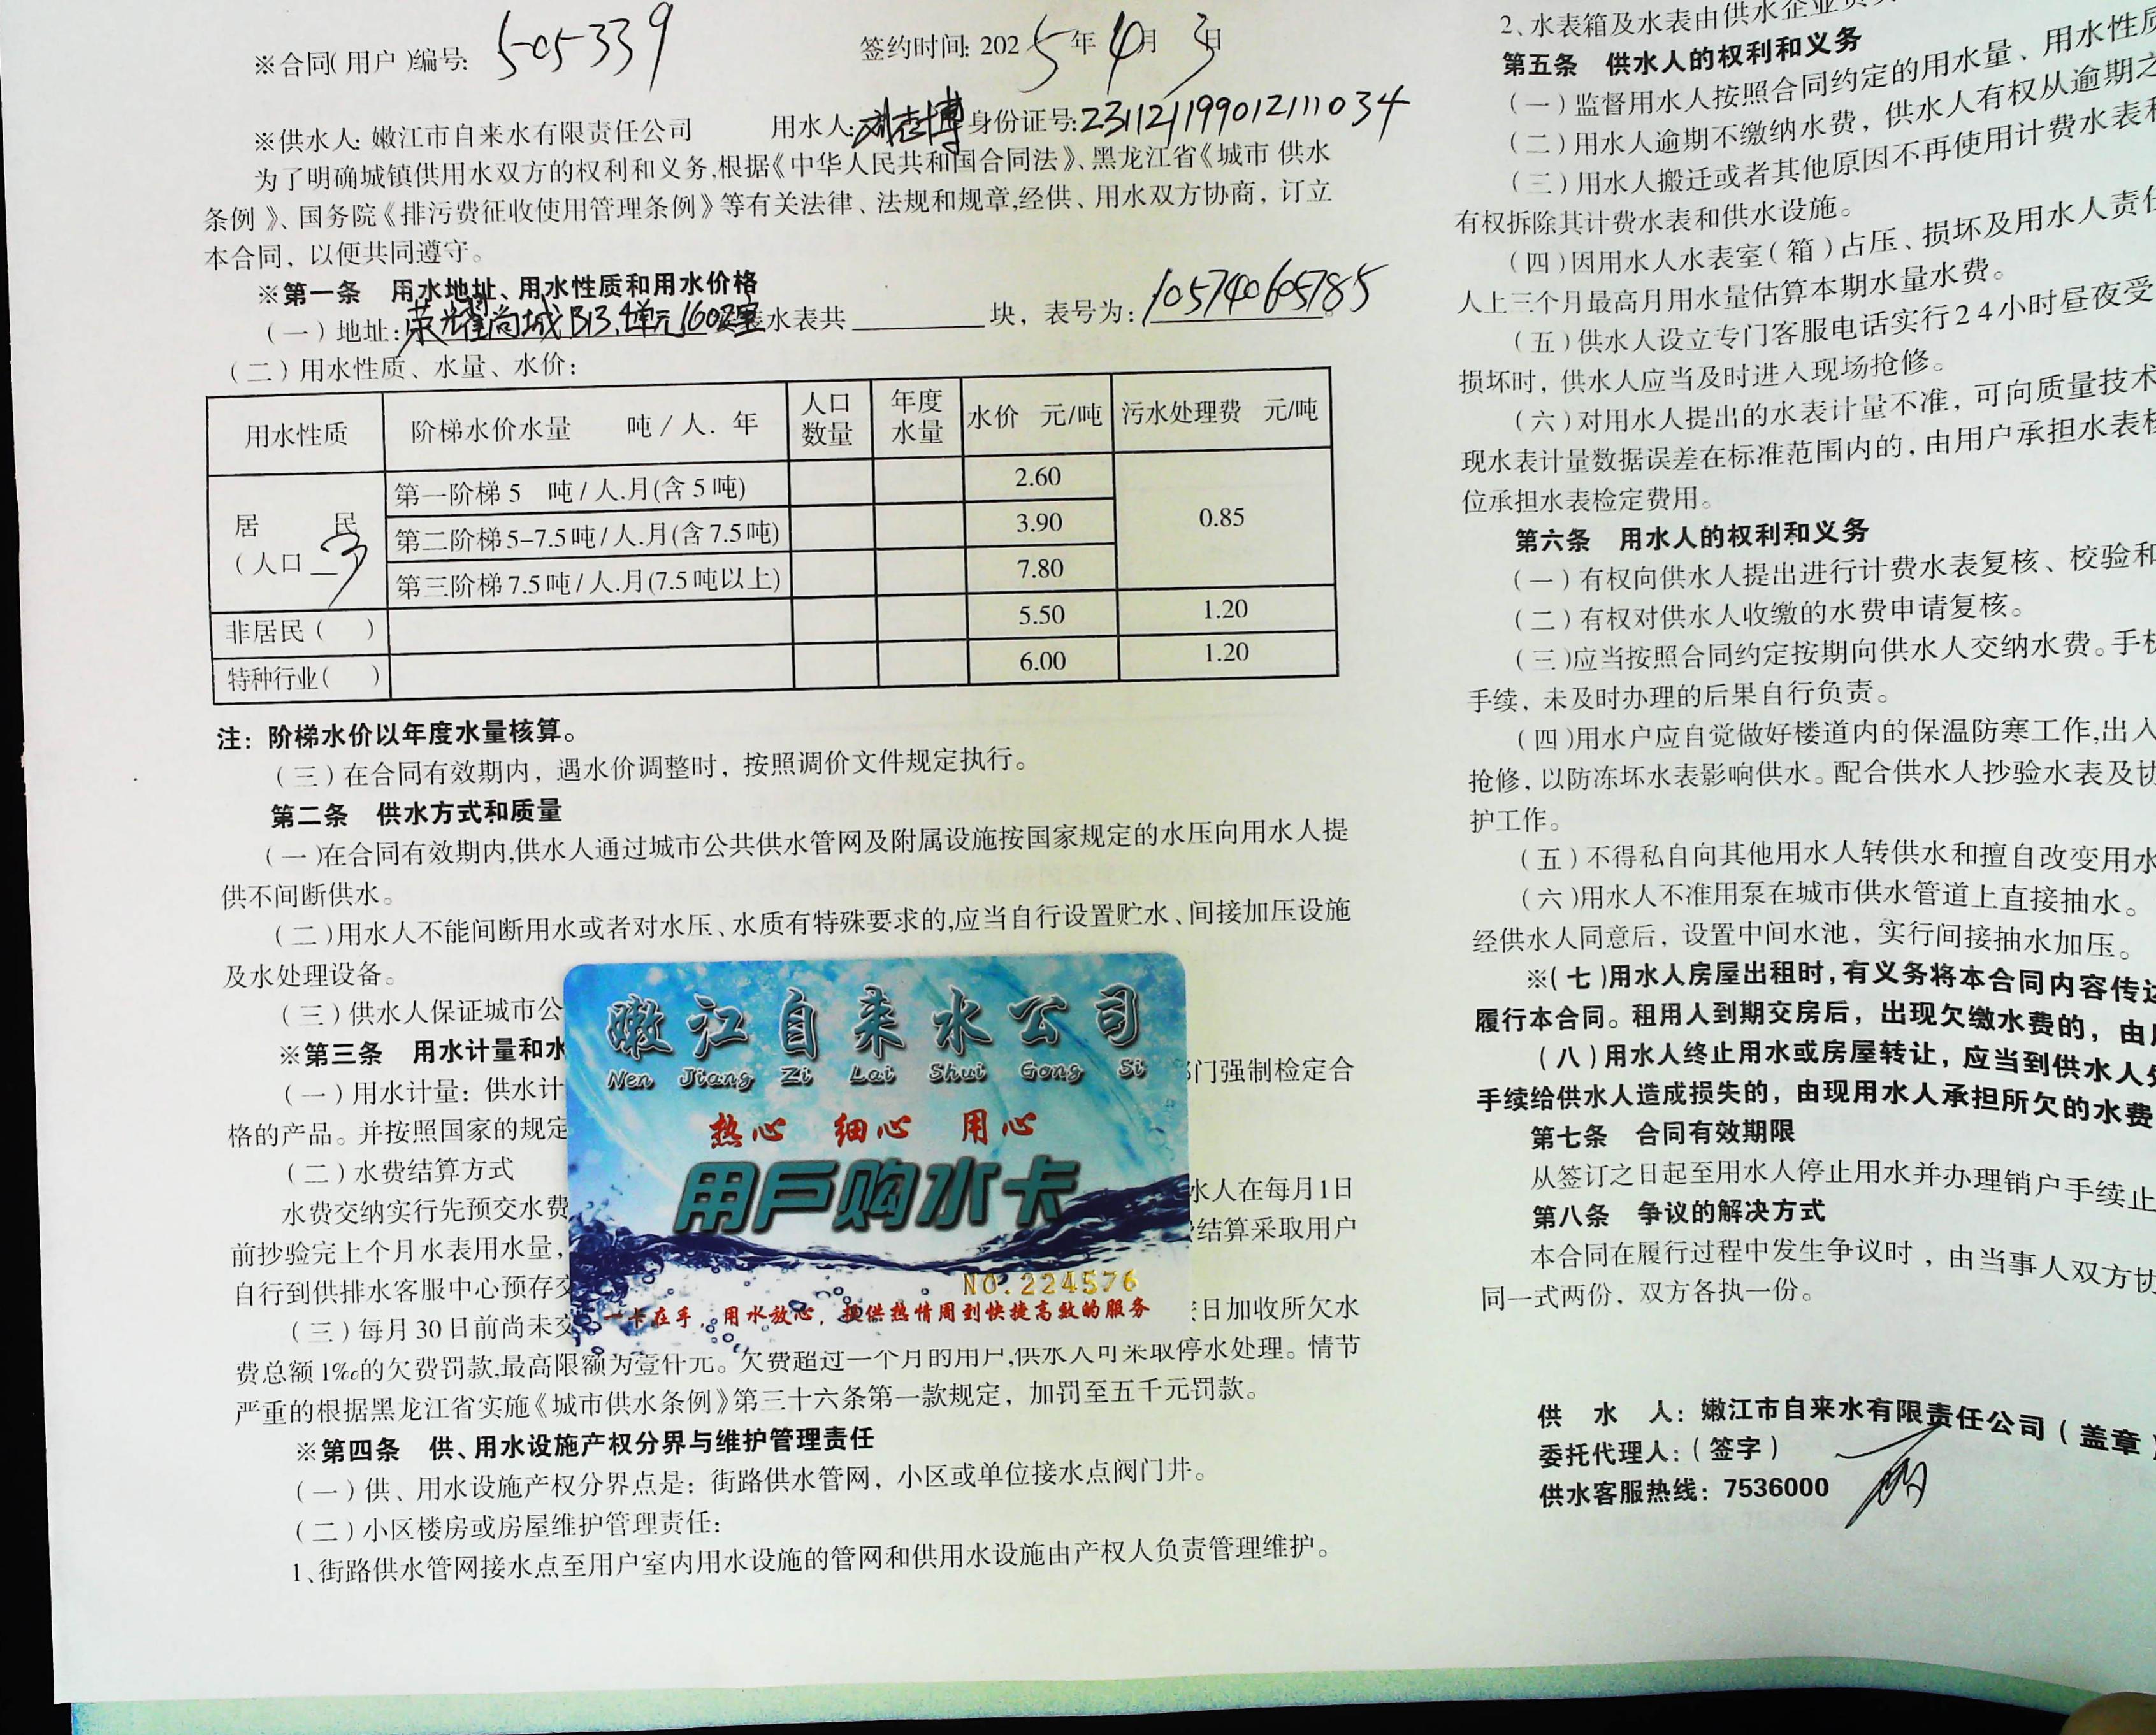 ※合同(用户)编号: 505339 签约时间: 2025年4月3日
※供水人: 嫩江市自来水有限责任公司 用水人: 刘志博 身份证号: 231121199012111034
为了明确城镇供用水双方的权利和义务,根据《中华人民共和国合同法》、黑龙江省《城市 供水
条例 》、国务院《排污费征收使用管理条例》等有关法律、法规和规章,经供、用水双方协商，订立
本合同，以便共同遵守。
※第一条 用水地址、用水性质和用水价格
(一)地址: 荣耀尚城B13.4单元1602室 装水表共 块，表号为: 105740605785
(二)用水性质、水量、水价:
用水性质 阶梯水价水量 吨/人. 年 人口数量 年度水量 水价 元/吨 污水处理费 元/吨
居 民 (人口 3 第一阶梯 5 吨/人.月(含5吨) 2.60 0.85
第二阶梯5-7.5吨/人.月(含7.5吨) 3.90
第三阶梯7.5吨/人.月(7.5吨以上) 7.80
非居民( ) 5.50 1.20
特种行业( ) 6.00 1.20
注: 阶梯水价以年度水量核算。
(三)在合同有效期内，遇水价调整时，按照调价文件规定执行。
第二条 供水方式和质量
(一)在合同有效期内,供水人通过城市公共供水管网及附属设施按国家规定的水压向用水人提
供不间断供水。
(二)用水人不能间断用水或者对水压、水质有特殊要求的,应当自行设置贮水、间接加压设施
及水处理设备。
(三)供水人保证城市公
※第三条 用水计量和水
(一)用水计量: 供水计 部门强制检定合
格的产品。并按照国家的规定
(二)水费结算方式
水费交纳实行先预交水费 水人在每月1日
前抄验完上个月水表用水量， 结算采取用户
自行到供排水客服中心预存交
(三)每月30日前尚未交 日加收所欠水
费总额1‰的欠费罚款,最高限额为壹仟元。欠费超过一个月的用户,供水人可采取停水处理。情节
严重的根据黑龙江省实施《城市供水条例》第三十六条第一款规定，加罚至五千元罚款。
※第四条 供、用水设施产权分界与维护管理责任
(一)供、用水设施产权分界点是: 街路供水管网，小区或单位接水点阀门井。
(二)小区楼房或房屋维护管理责任:
1、街路供水管网接水点至用户室内用水设施的管网和供用水设施由产权人负责管理维护。
嫩江自来水公司
Nen Jiang Zi Lai Shui Gong Si
热心 细心 用心
用户购水卡
NO.224576
一卡在手，用水放心，提供热情周到快捷高效的服务
2、水表箱及水表由供水企业负
第五条 供水人的权利和义务
(一)监督用水人按照合同约定的用水量、用水性质
(二)用水人逾期不缴纳水费，供水人有权从逾期之
(三)用水人搬迁或者其他原因不再使用计费水表和
有权拆除其计费水表和供水设施。
(四)因用水人水表室(箱)占压、损坏及用水人责任
人上三个月最高月用水量估算本期水量水费。
(五)供水人设立专门客服电话实行24小时昼夜受
损坏时，供水人应当及时进入现场抢修。
(六)对用水人提出的水表计量不准，可向质量技术
现水表计量数据误差在标准范围内的，由用户承担水表检
位承担水表检定费用。
第六条 用水人的权利和义务
(一)有权向供水人提出进行计费水表复核、校验和
(二)有权对供水人收缴的水费申请复核。
(三)应当按照合同约定按期向供水人交纳水费。手机
手续，未及时办理的后果自行负责。
(四)用水户应自觉做好楼道内的保温防寒工作,出入
抢修，以防冻坏水表影响供水。配合供水人抄验水表及协
护工作。
(五)不得私自向其他用水人转供水和擅自改变用水
(六)用水人不准用泵在城市供水管道上直接抽水。
经供水人同意后，设置中间水池，实行间接抽水加压。
※(七)用水人房屋出租时,有义务将本合同内容传达
履行本合同。租用人到期交房后，出现欠缴水费的，由
(八)用水人终止用水或房屋转让，应当到供水人处
手续给供水人造成损失的，由现用水人承担所欠的水费
第七条 合同有效期限
从签订之日起至用水人停止用水并办理销户手续止
第八条 争议的解决方式
本合同在履行过程中发生争议时，由当事人双方协
同一式两份，双方各执一份。
供 水 人: 嫩江市自来水有限责任公司(盖章)
委托代理人: (签字)
供水客服热线: 7536000